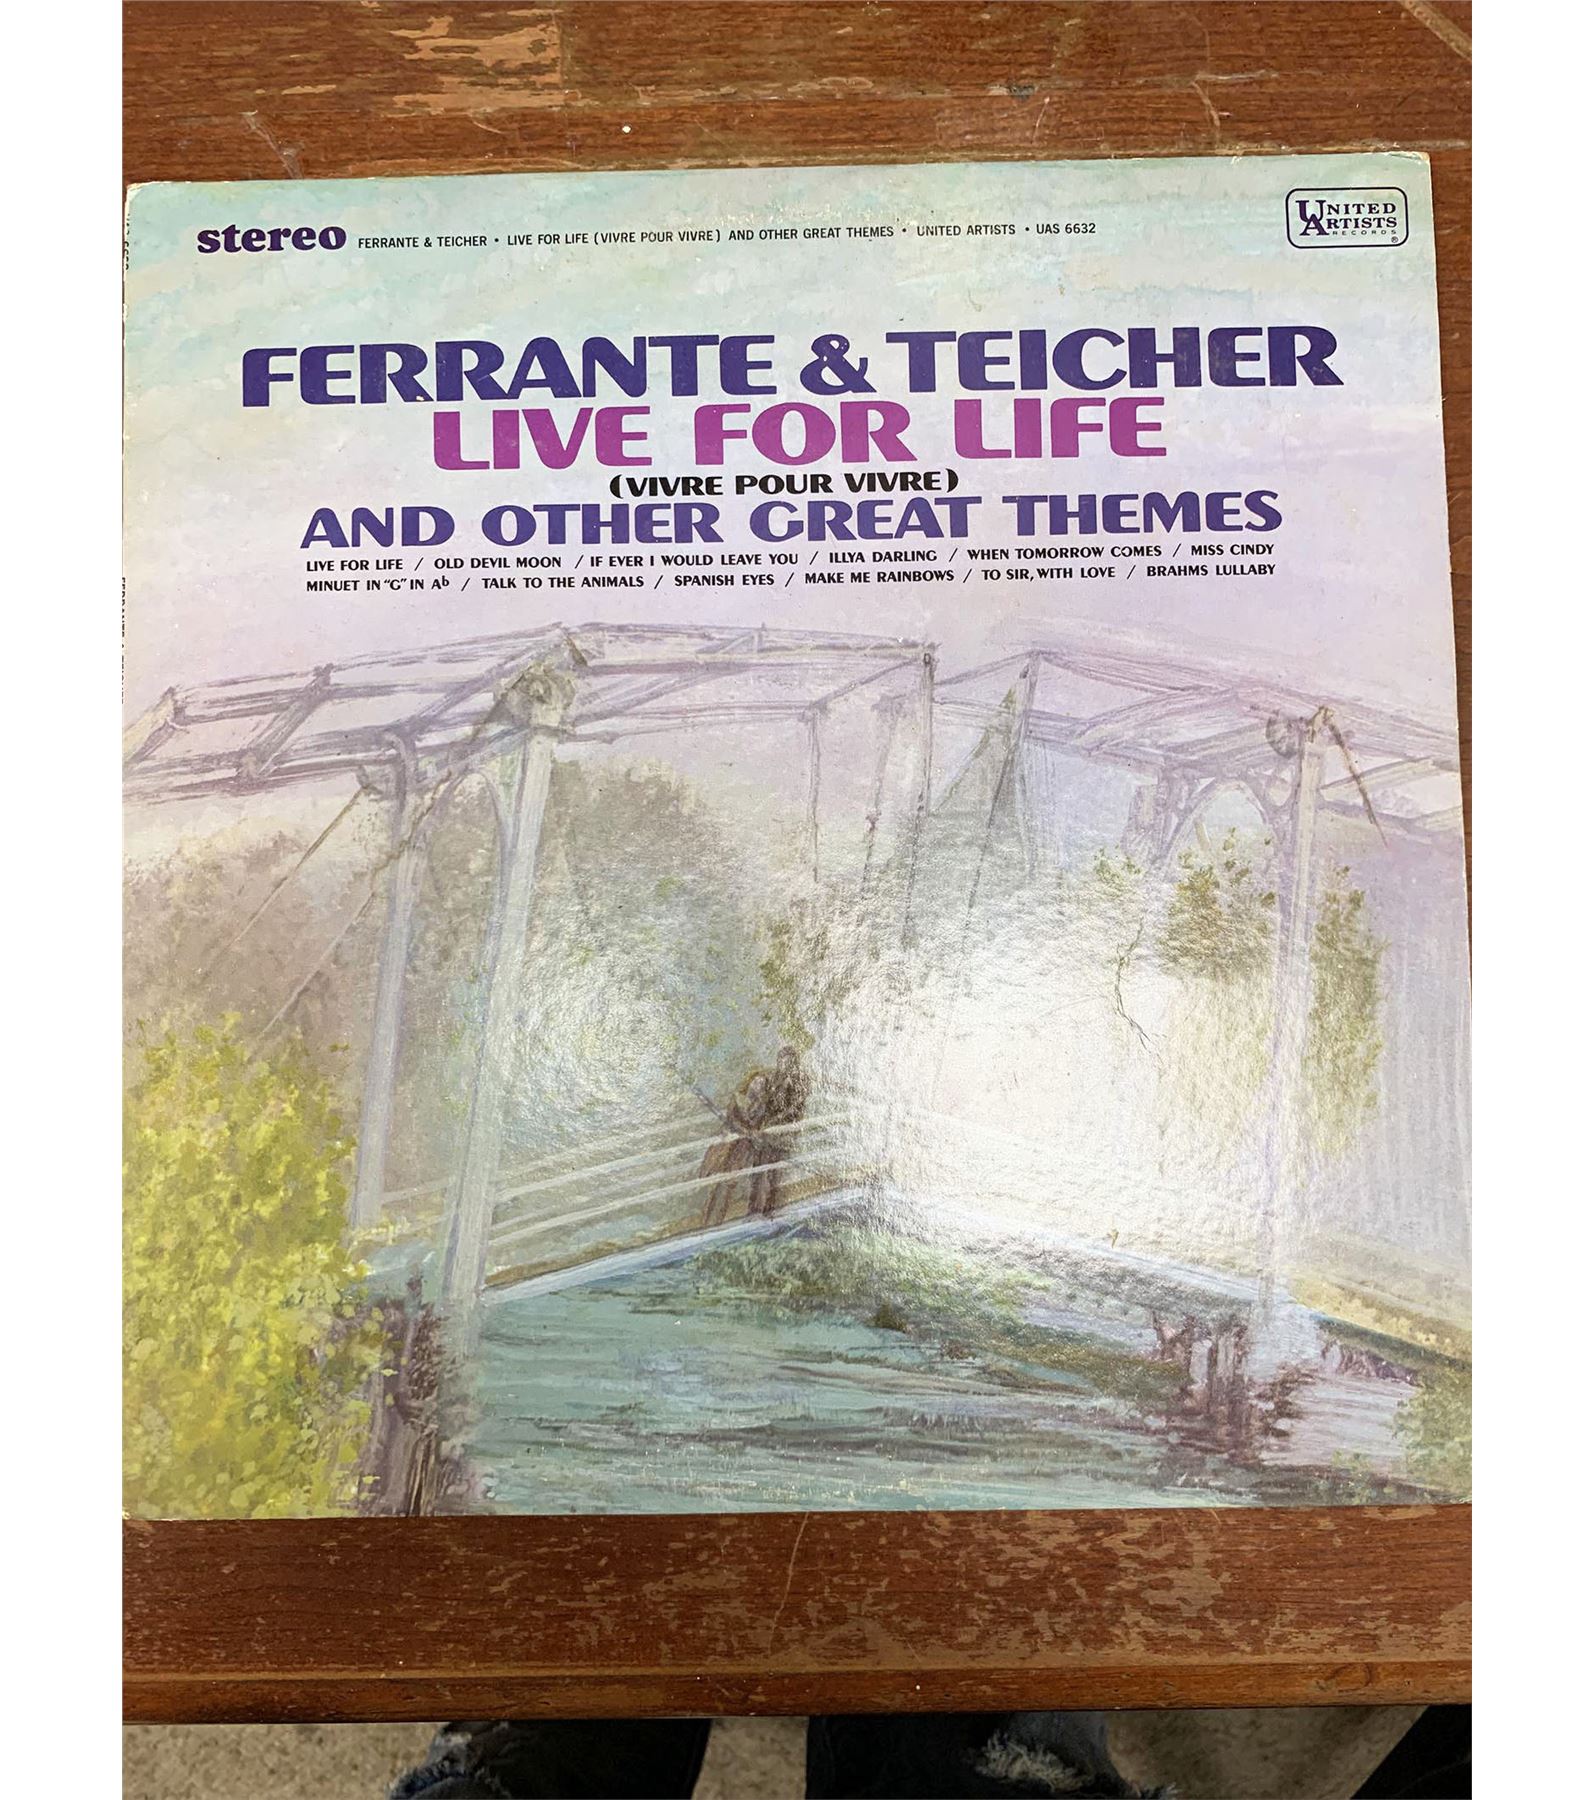 stereo FERRANTE & TEICHER • LIVE FOR LIFE (VIVRE POUR VIVRE) AND OTHER GREAT THEMES • UNITED ARTISTS • UAS 6632
UNITED
ARTISTS
RECORDS
®
FERRANTE & TEICHER
LIVE FOR LIFE
(VIVRE POUR VIVRE)
AND OTHER GREAT THEMES
LIVE FOR LIFE / OLD DEVIL MOON / IF EVER I WOULD LEAVE YOU / ILLYA DARLING / WHEN TOMORROW COMES / MISS CINDY
MINUET IN "G" IN Ab / TALK TO THE ANIMALS / SPANISH EYES / MAKE ME RAINBOWS / TO SIR, WITH LOVE / BRAHMS LULLABY